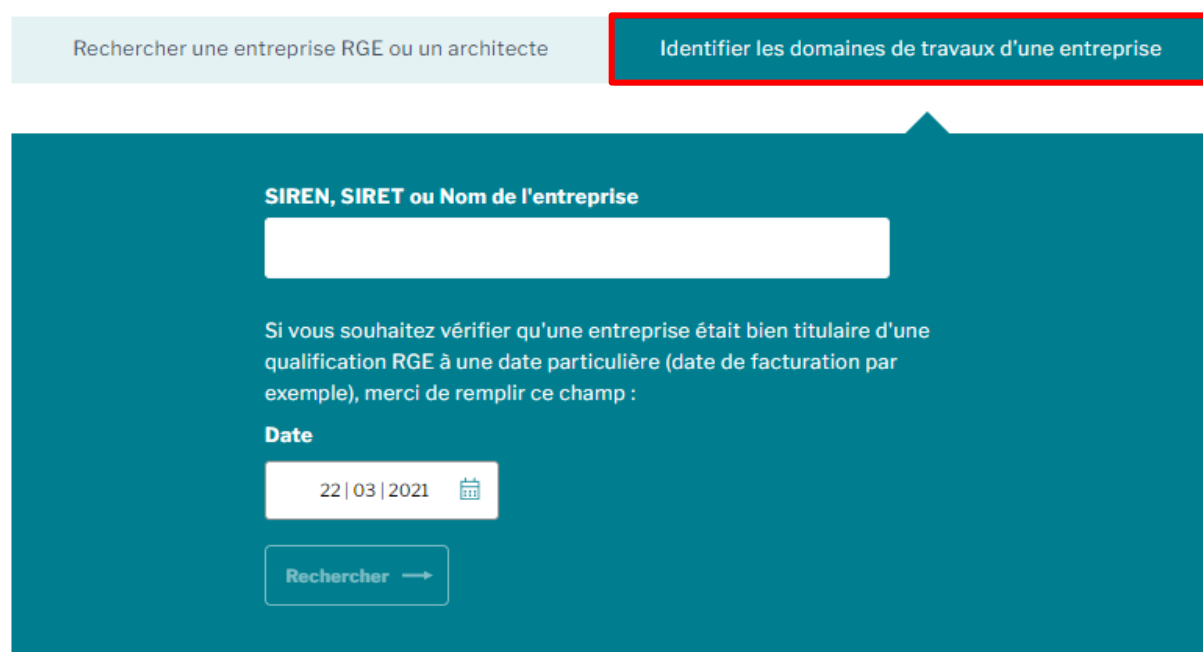 Rechercher une entreprise RGE ou un architecte
Identifier les domaines de travaux d'une entreprise
SIREN, SIRET ou Nom de l'entreprise
Si vous souhaitez vérifier qu'une entreprise était bien titulaire d'une
qualification RGE à une date particulière (date de facturation par
exemple), merci de remplir ce champ :
Date
22|03|2021
Rechercher →